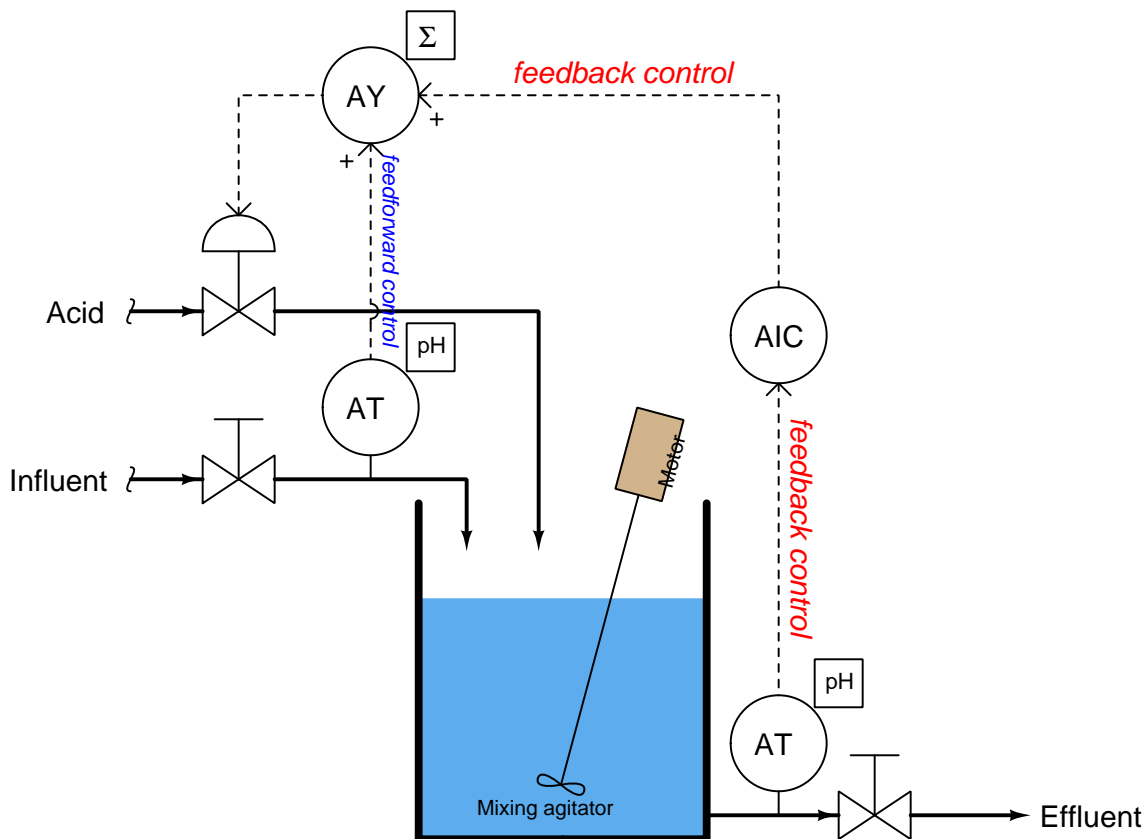 Σ
AY
feedback control
+
+
feedforward control
Acid
pH
AIC
AT
Motor
Influent
feedback control
pH
AT
Mixing agitator
Effluent